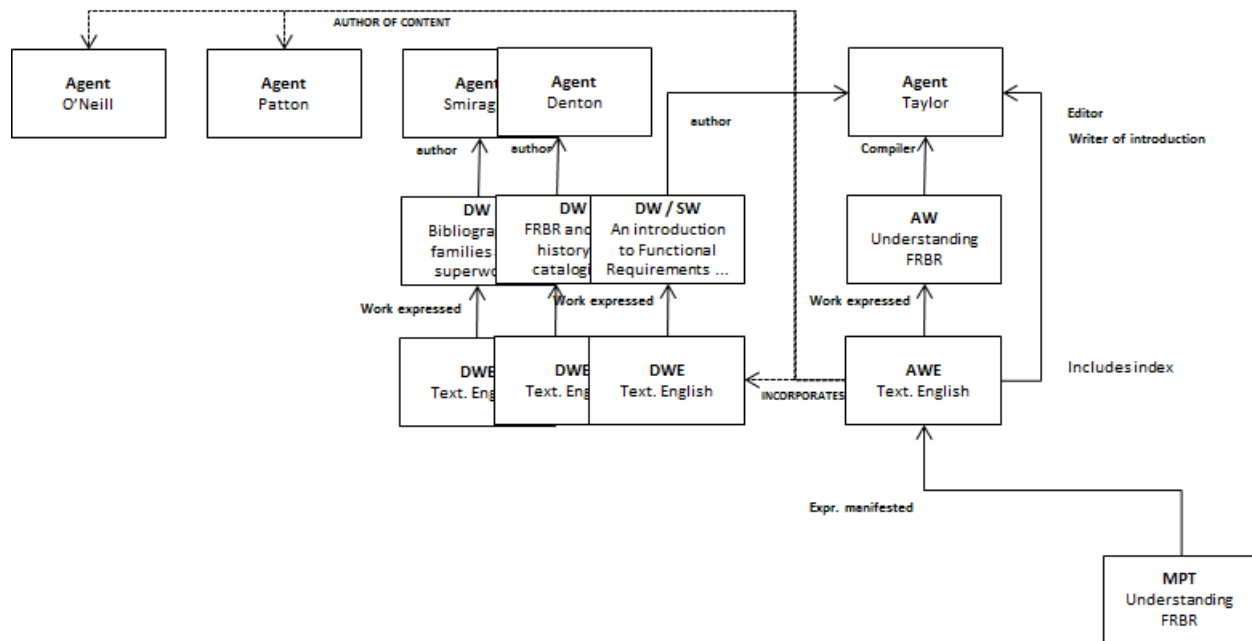 AUTHOR OF CONTENT
Agent
O'Neill
Agent
Patton
Agent
Smirag
Agent
Denton
Agent
Taylor
author
Editor
Writer of introduction
author
author
Compiler
DW
Bibliogra
families
superwo
DW
FRBR and
history
catalogi
DW / SW
An introduction
to Functional
Requirements ...
AW
Understanding
FRBR
Work expressed
Work expressed
Work expressed
DWE
Text. En
DWE
Text. Eng
DWE
Text. English
INCORPORATES
AWE
Text. English
Includes index
Expr. manifested
MPT
Understanding
FRBR